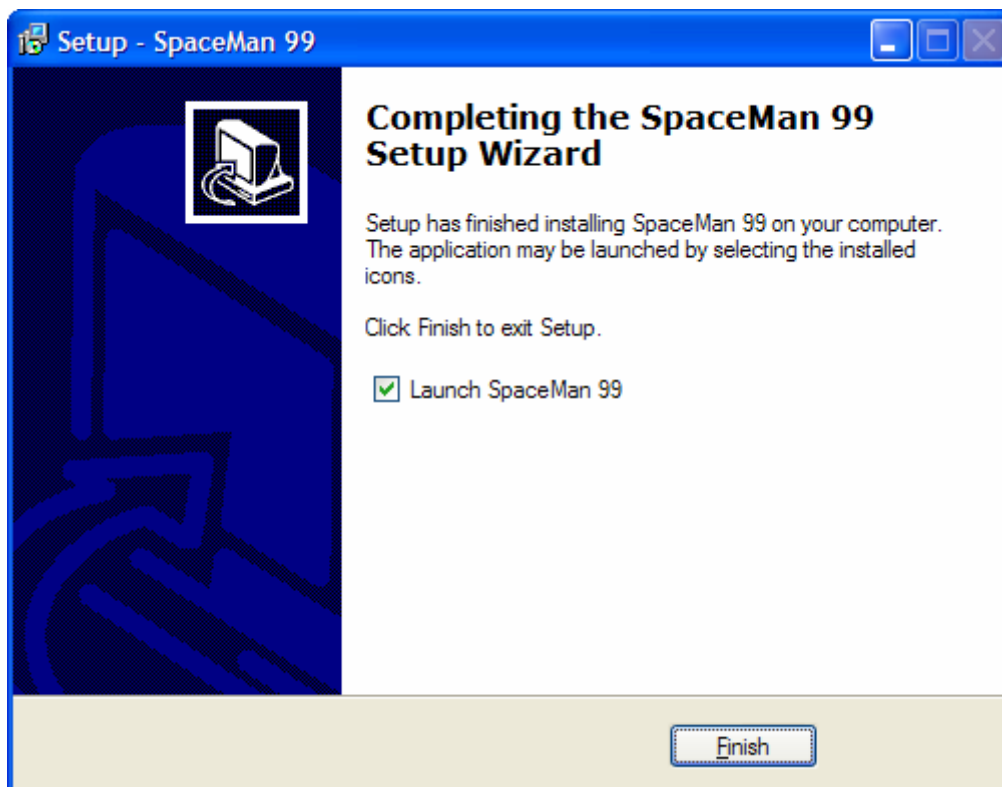 Setup - SpaceMan 99
Completing the SpaceMan 99
Setup Wizard
Setup has finished installing SpaceMan 99 on your computer.
The application may be launched by selecting the installed
icons.
Click Finish to exit Setup.
Launch SpaceMan 99
Finish